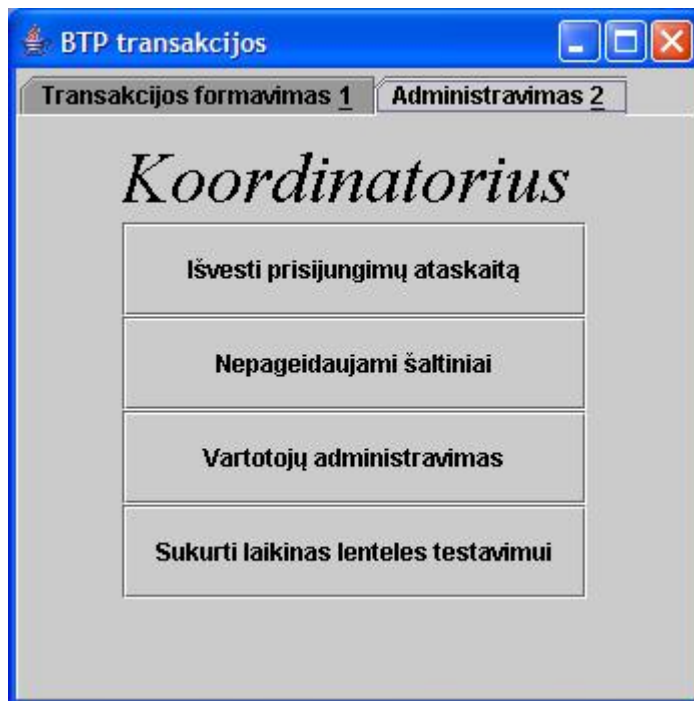 BTP transakcijos
Transakcijos formavimas 1 Administravimas 2
Koordinatorius
Išvesti prisijungimų ataskaitą
Nepageidaujami šaltiniai
Vartotojų administravimas
Sukurti laikinas lenteles testavimui